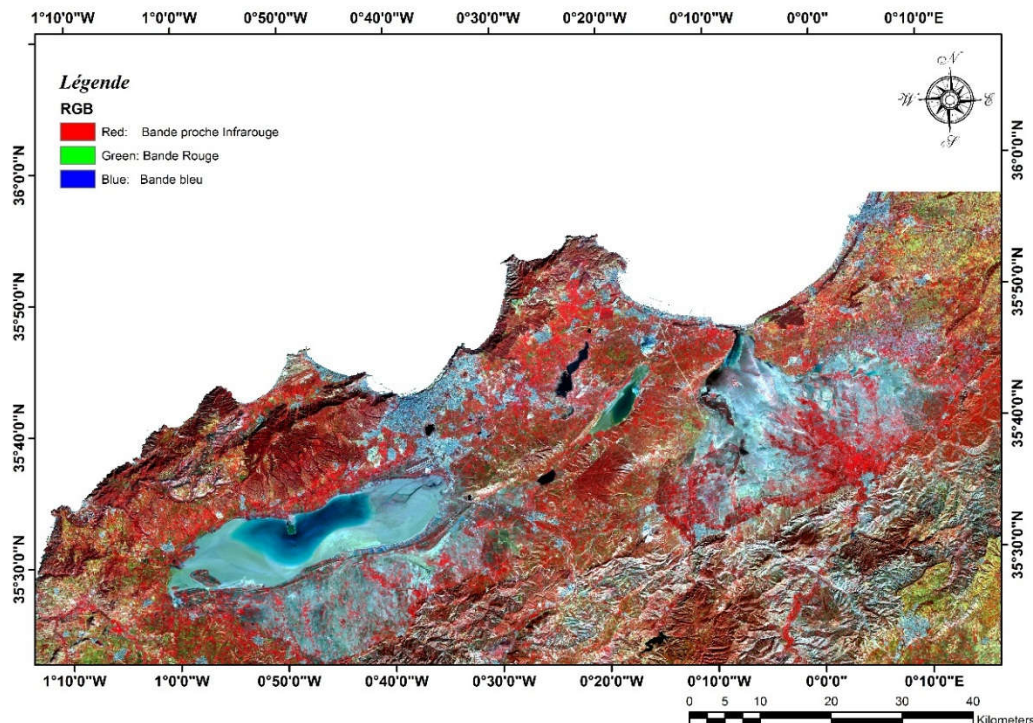 1°10'0"W 1°0'0"W 0°50'0"W 0°40'0"W 0°30'0"W 0°20'0"W 0°10'0"W 0°0'0" 0°10'0"E
Légende
RGB
Red: Bande proche Infrarouge
Green: Bande Rouge
Blue: Bande bleu
N
W E
S
36°0'0"N 36°0'0"N
35°50'0"N 35°50'0"N
35°40'0"N 35°40'0"N
35°30'0"N 35°30'0"N
1°10'0"W 1°0'0"W 0°50'0"W 0°40'0"W 0°30'0"W 0°20'0"W 0°10'0"W 0°0'0" 0°10'0"E
0 5 10 20 30 40
Kilometers